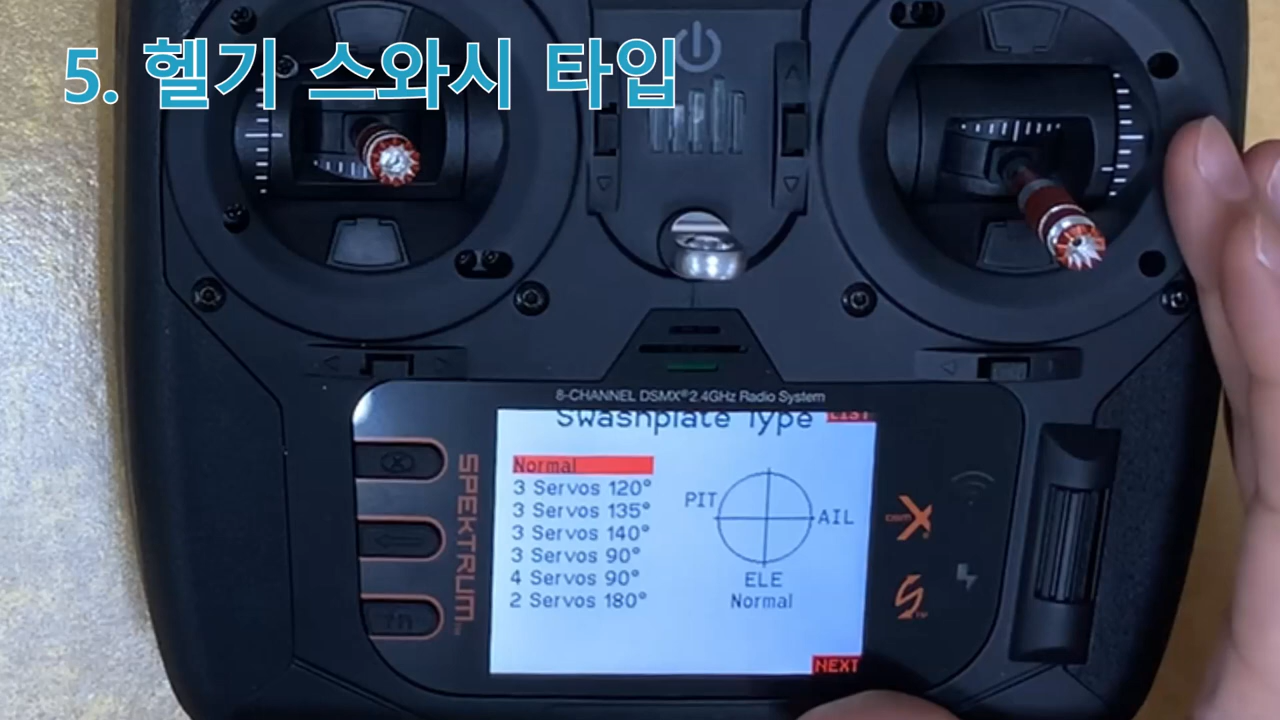 5. 헬기 스와시 타입
8-CHANNEL DSMX® 2.4GHz Radio System
Swashplate Type
LIST
Normal
3 Servos 120°
3 Servos 135°
3 Servos 140°
3 Servos 90°
4 Servos 90°
2 Servos 180°
PIT
AIL
ELE
Normal
NEXT
SPEKTRUM
DSMX